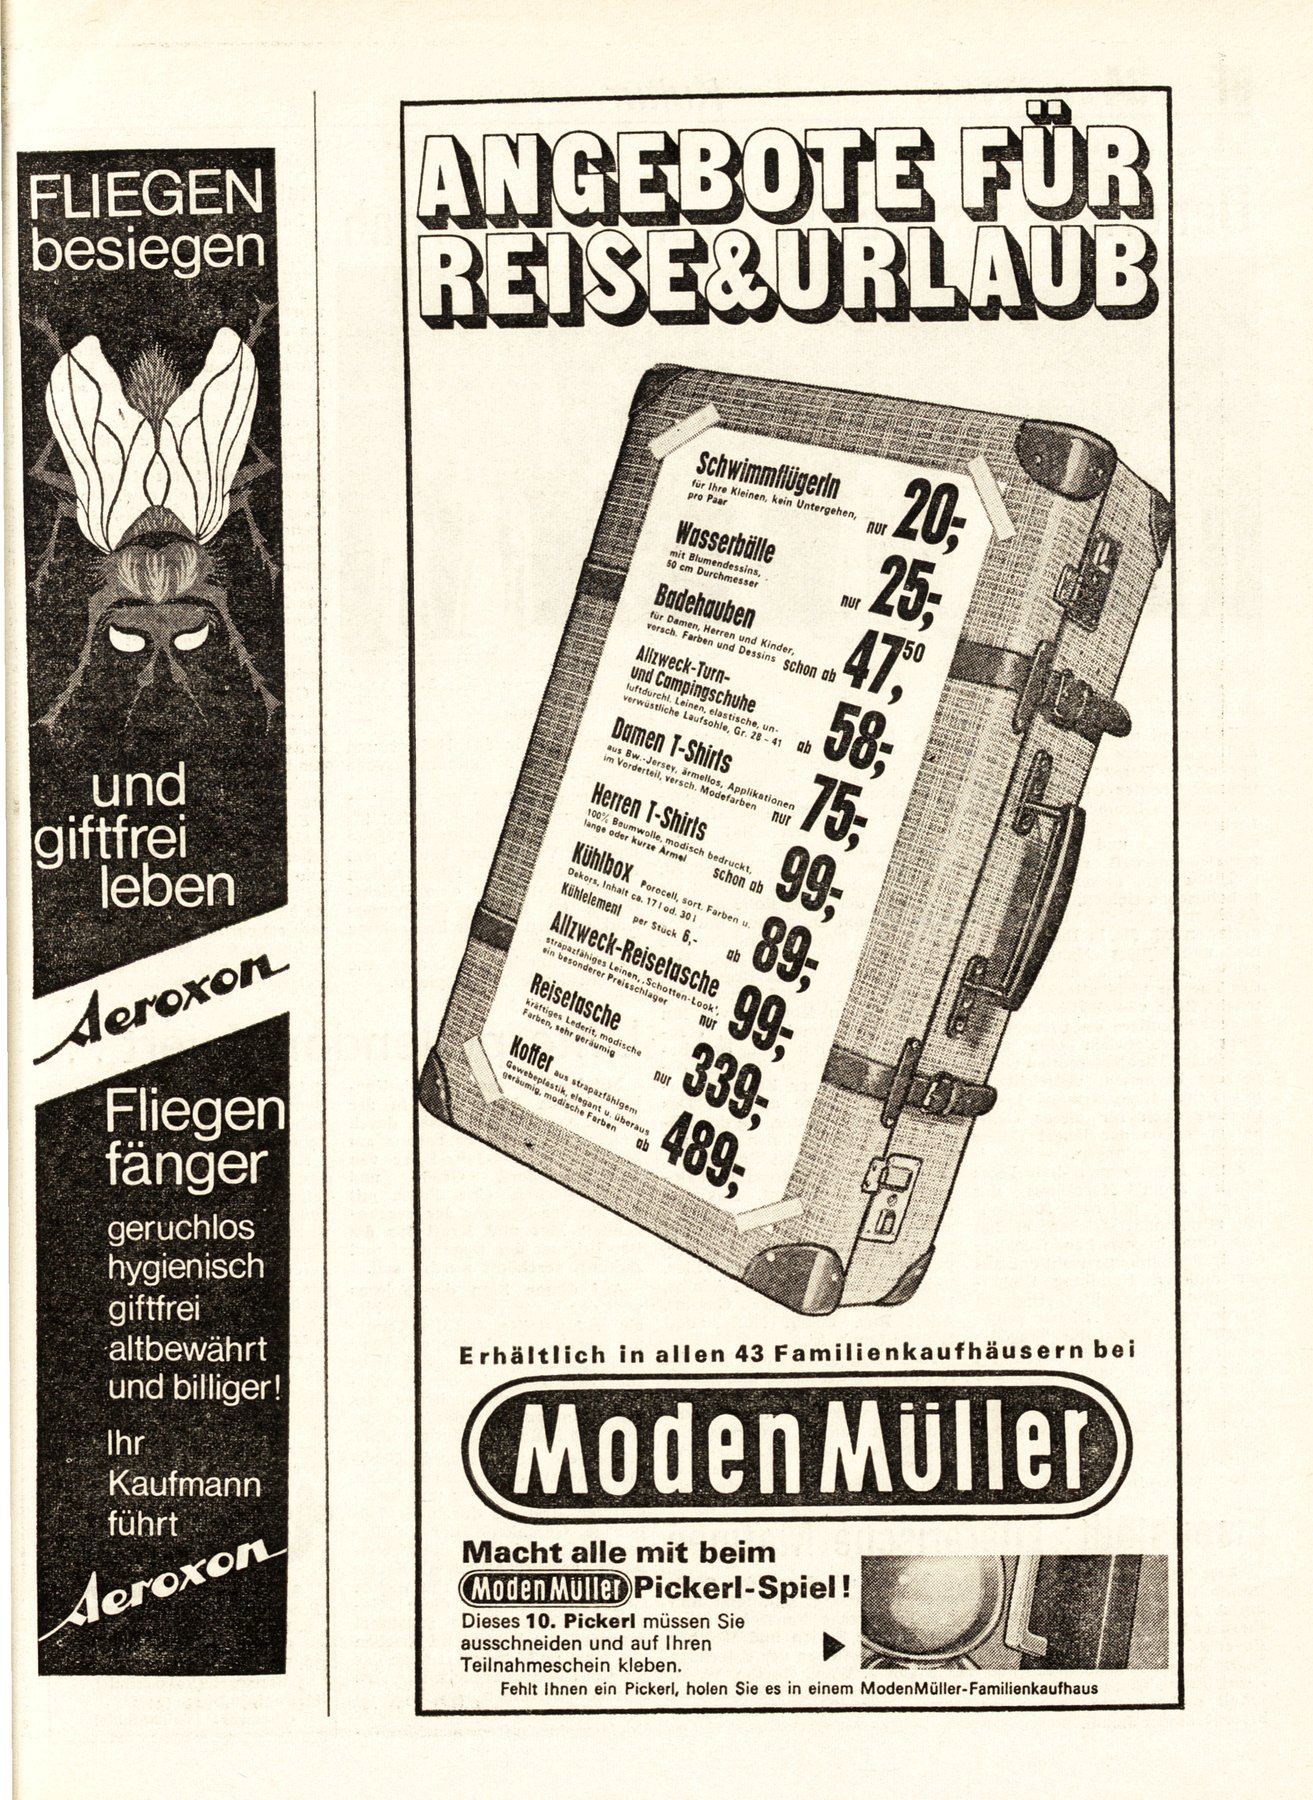 FLIEGEN
besiegen
und
giftfrei
leben
Aeroxon
Fliegen
fänger
geruchlos
hygienisch
giftfrei
altbewährt
und billiger!
Ihr
Kaufmann
führt
Aeroxon
ANGEBOTE FÜR
REISE&URLAUB
Schwimmflügerln
für Ihre Kleinen, kein Untergehen,
pro Paar
nur 20,-
Wasserbälle
mit Blumendessins,
50 cm Durchmesser
nur 25,-
Badehauben
für Damen, Herren und Kinder,
versch. Farben und Dessins schon ab 47,50
Allzweck-Turn-
und Campingschuhe
luftdurchl. Leinen, elastische, un-
verwüstliche Laufsohle, Gr. 28 - 41 ab 58,-
Damen T-Shirts
aus Bw.-Jersey, ärmellos, Applikationen
im Vorderteil, versch. Modefarben nur 75,-
Herren T-Shirts
100% Baumwolle, modisch bedruckt,
lange oder kurze Ärmel schon ab 99,-
Kühlbox Porocell, sort. Farben u.
Dekors, Inhalt ca. 17 l od. 30 l
Kühlelement per Stück 6,- ab 89,-
Allzweck-Reisetasche
strapazfähiges Leinen, „Schotten-Look',
ein besonderer Preisschlager nur 99,-
Reisetasche
kräftiges Lederit, modische
Farben, sehr geräumig nur 339,-
Koffer aus strapazfähigem
Gewebeplastik, elegant u. überaus
geräumig, modische Farben ab 489,-
Erhältlich in allen 43 Familienkaufhäusern bei
ModenMüller
Macht alle mit beim
ModenMüller Pickerl-Spiel!
Dieses 10. Pickerl müssen Sie
ausschneiden und auf Ihren
Teilnahmeschein kleben.
Fehlt Ihnen ein Pickerl, holen Sie es in einem ModenMüller-Familienkaufhaus